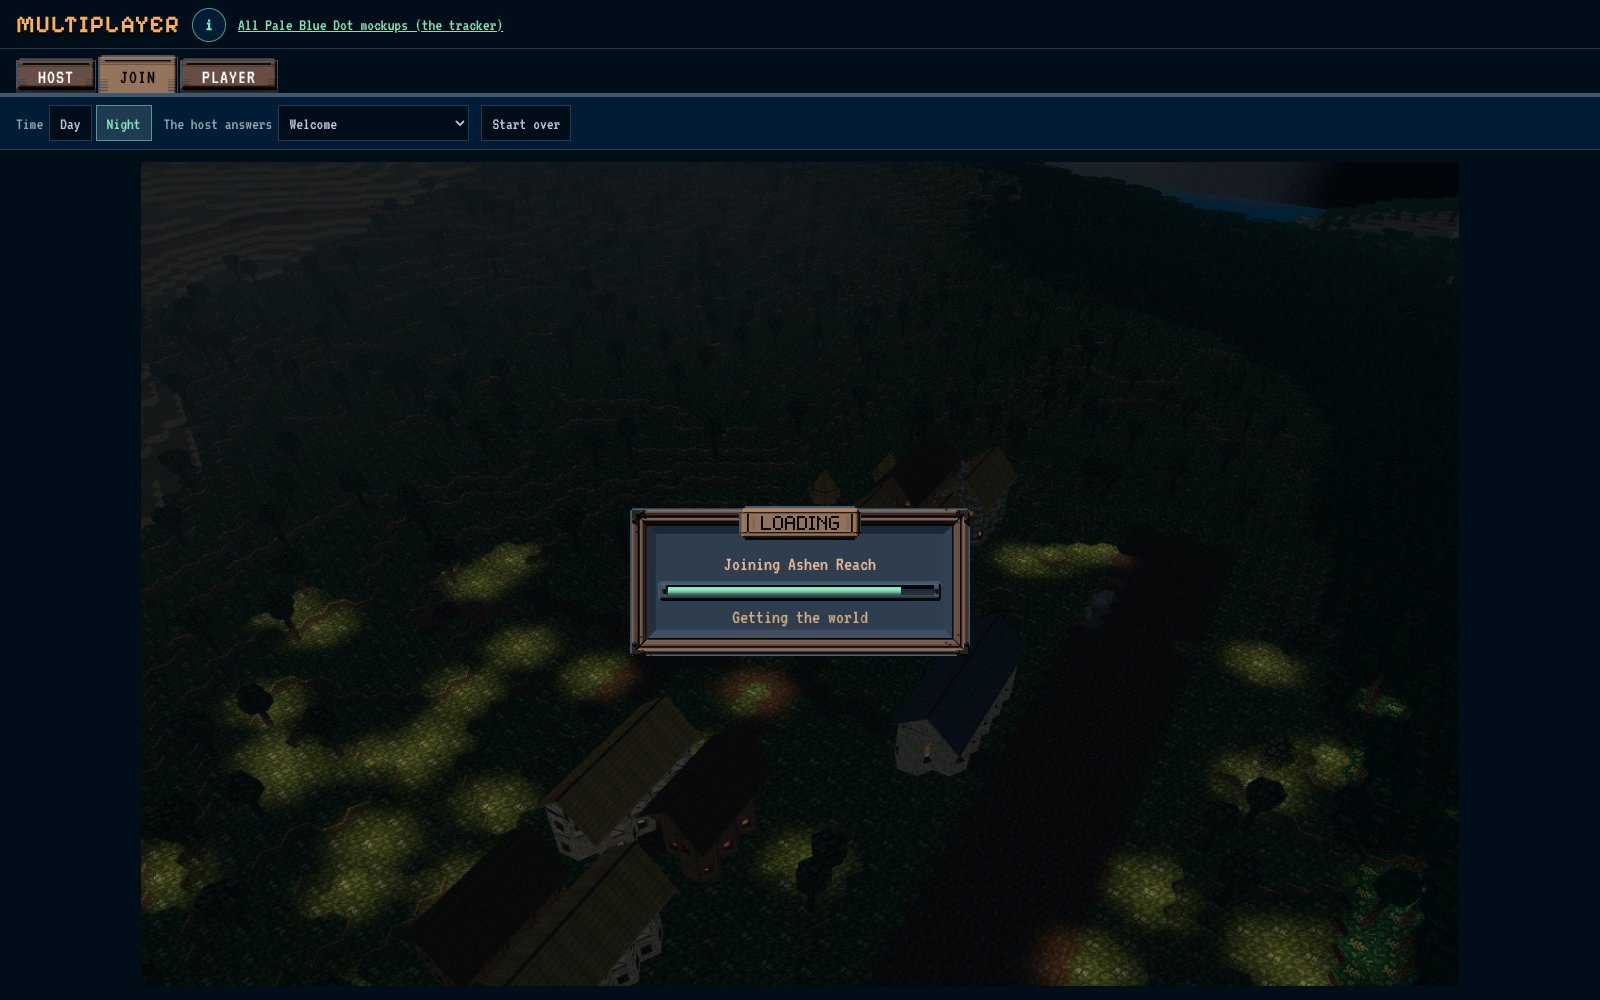 MULTIPLAYER
i
All Pale Blue Dot mockups (the tracker)
HOST
JOIN
PLAYER
Time
Day
Night
The host answers
Welcome
Start over
LOADING
Joining Ashen Reach
Getting the world